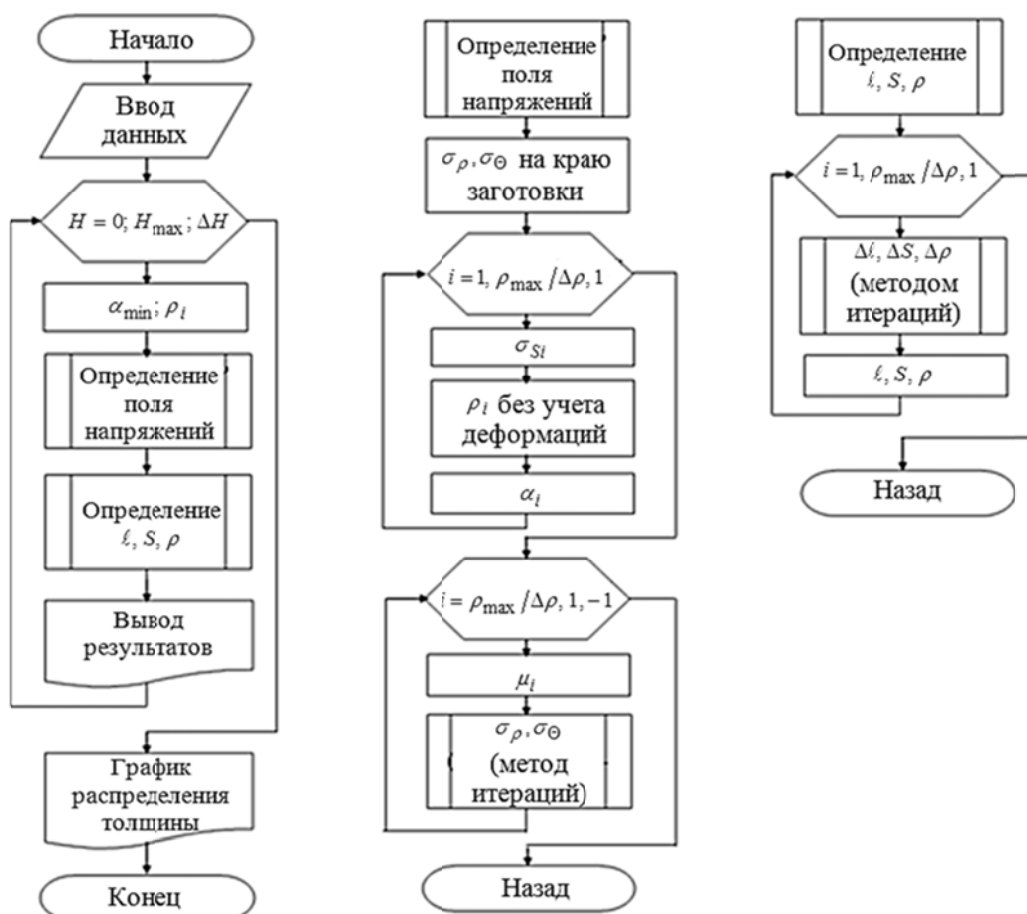 Начало
Ввод
данных
H = 0; H_max; ΔH
α_min; ρ_i
Определение
поля
напряжений
Определение
ℓ, S, ρ
Вывод
результатов
График
распределения
толщины
Конец
Определение
поля
напряжений
σ_ρ, σ_Θ на краю
заготовки
i = 1, ρ_max /Δρ, 1
σ_Si
ρ_i без учета
деформаций
α_i
i = ρ_max /Δρ, 1, −1
μ_i
σ_ρ, σ_Θ
(метод
итераций)
Назад
Определение
ℓ, S, ρ
i = 1, ρ_max /Δρ, 1
Δℓ, ΔS, Δρ
(методом
итераций)
ℓ, S, ρ
Назад